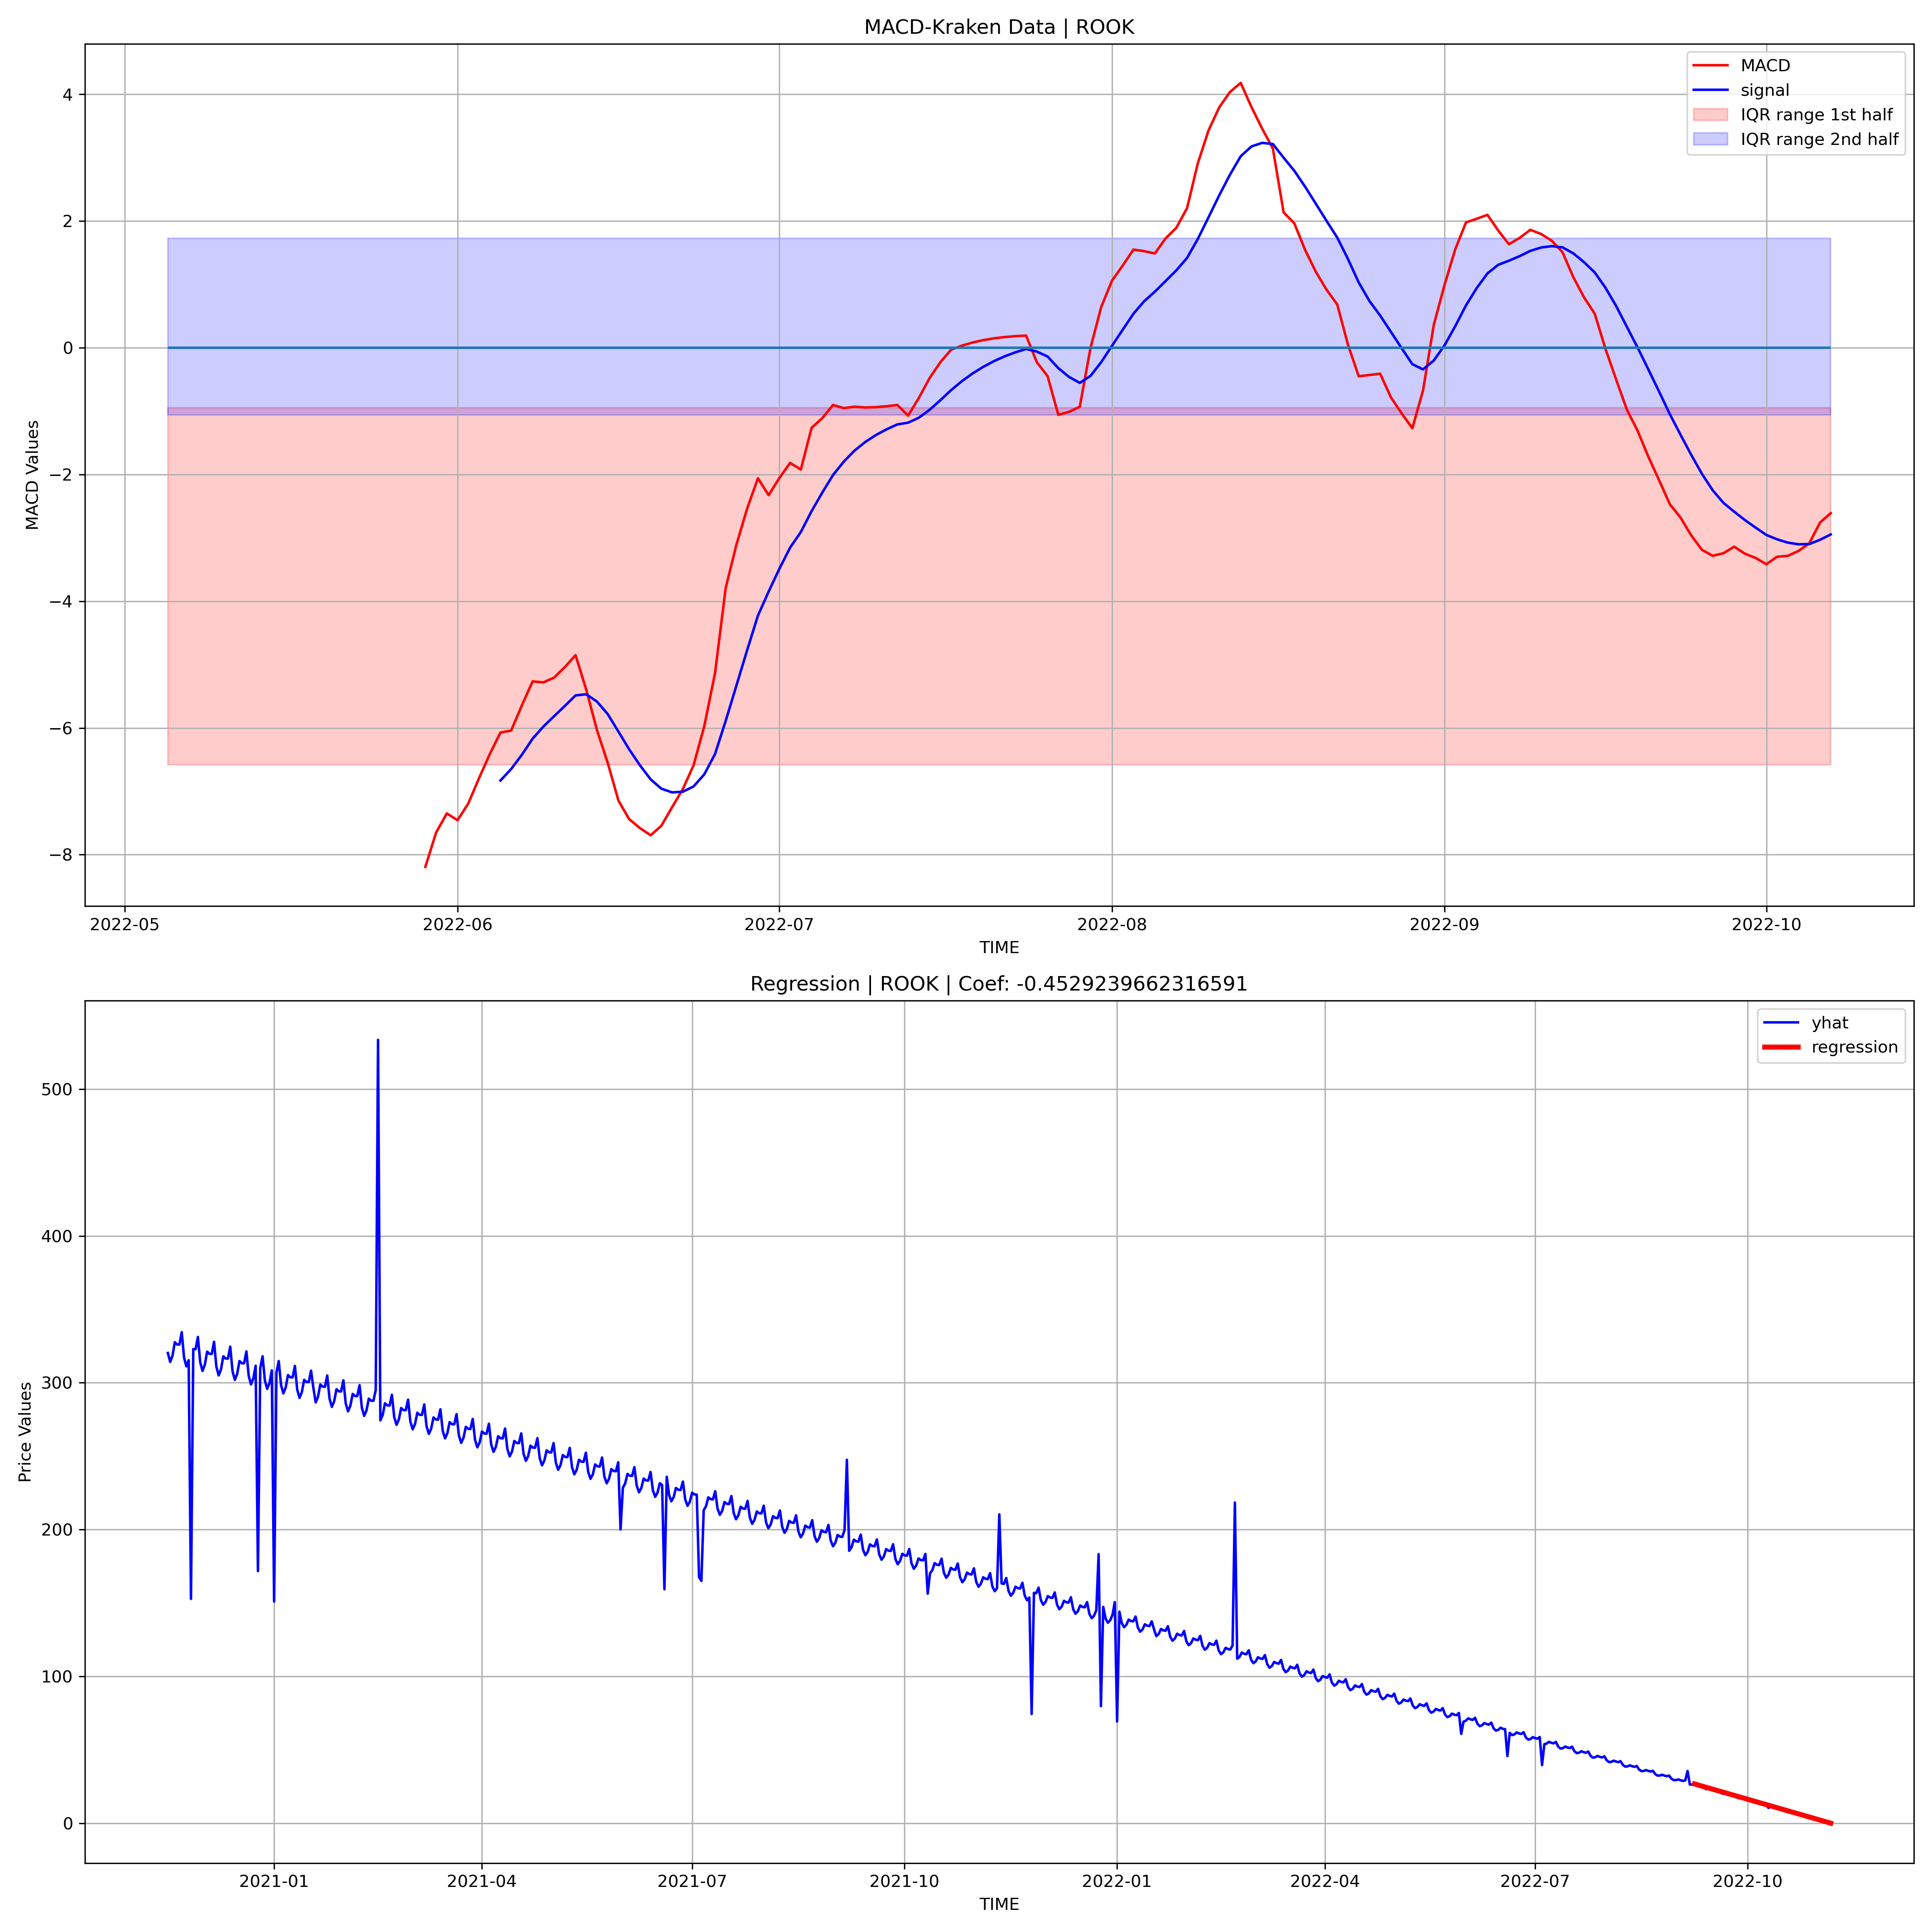 MACD-Kraken Data | ROOK
MACD
signal
IQR range 1st half
IQR range 2nd half
4
2
0
−2
−4
−6
−8
MACD Values
2022-05 2022-06 2022-07 2022-08 2022-09 2022-10
TIME
Regression | ROOK | Coef: -0.4529239662316591
yhat
regression
500
400
300
200
100
0
Price Values
2021-01 2021-04 2021-07 2021-10 2022-01 2022-04 2022-07 2022-10
TIME